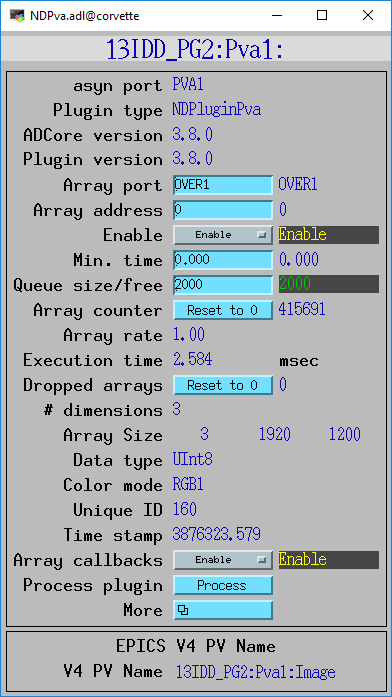 NDPva.adl@corvette
13IDD_PG2:Pva1:
asyn port PVA1
Plugin type NDPluginPva
ADCore version 3.8.0
Plugin version 3.8.0
Array port OVER1 OVER1
Array address 0 0
Enable Enable Enable
Min. time 0.000 0.000
Queue size/free 2000 2000
Array counter Reset to 0 415691
Array rate 1.00
Execution time 2.584 msec
Dropped arrays Reset to 0 0
# dimensions 3
Array Size 3 1920 1200
Data type UInt8
Color mode RGB1
Unique ID 160
Time stamp 3876323.579
Array callbacks Enable Enable
Process plugin Process
More
EPICS V4 PV Name
V4 PV Name 13IDD_PG2:Pva1:Image